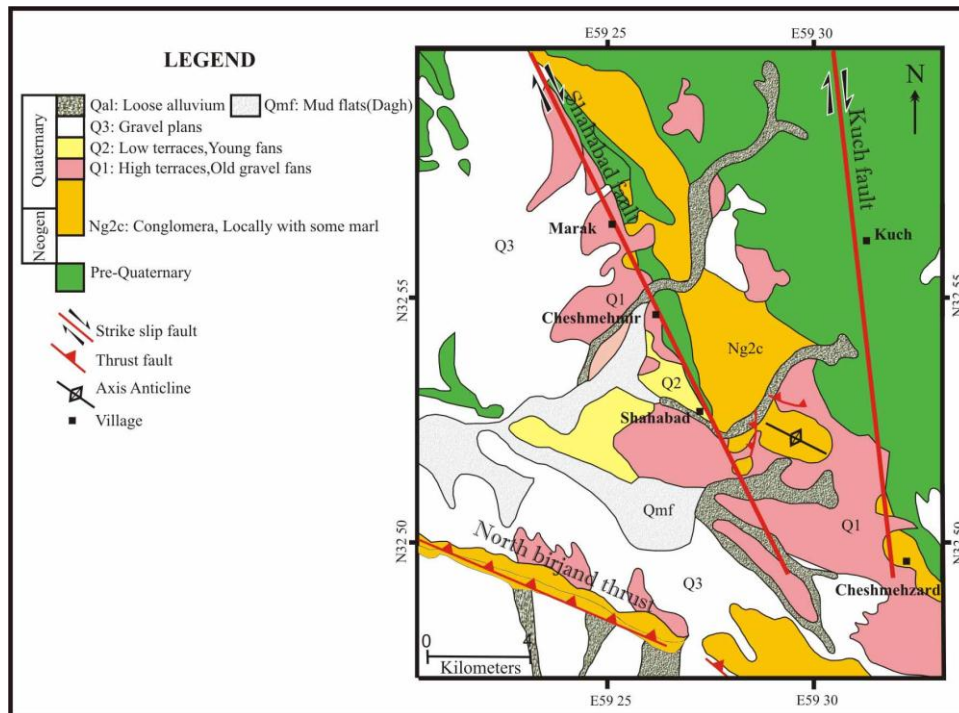 LEGEND
Quaternary
Neogen
Qal: Loose alluvium
Qmf: Mud flats(Dagh)
Q3: Gravel plans
Q2: Low terraces,Young fans
Q1: High terraces,Old gravel fans
Ng2c: Conglomera, Locally with some marl
Pre-Quaternary
Strike slip fault
Thrust fault
Axis Anticline
Village
E59 25
E59 30
N
Shahabad fault
Kuch fault
Marak
Kuch
Q3
N32.55
N32.55
Q1
Cheshmehnuir
Ng2c
Q2
Shahabad
Qmf
Q1
N32.50
N32.50
North birjand thrust
Q3
Cheshmehzard
0
4
Kilometers
E59 25
E59 30